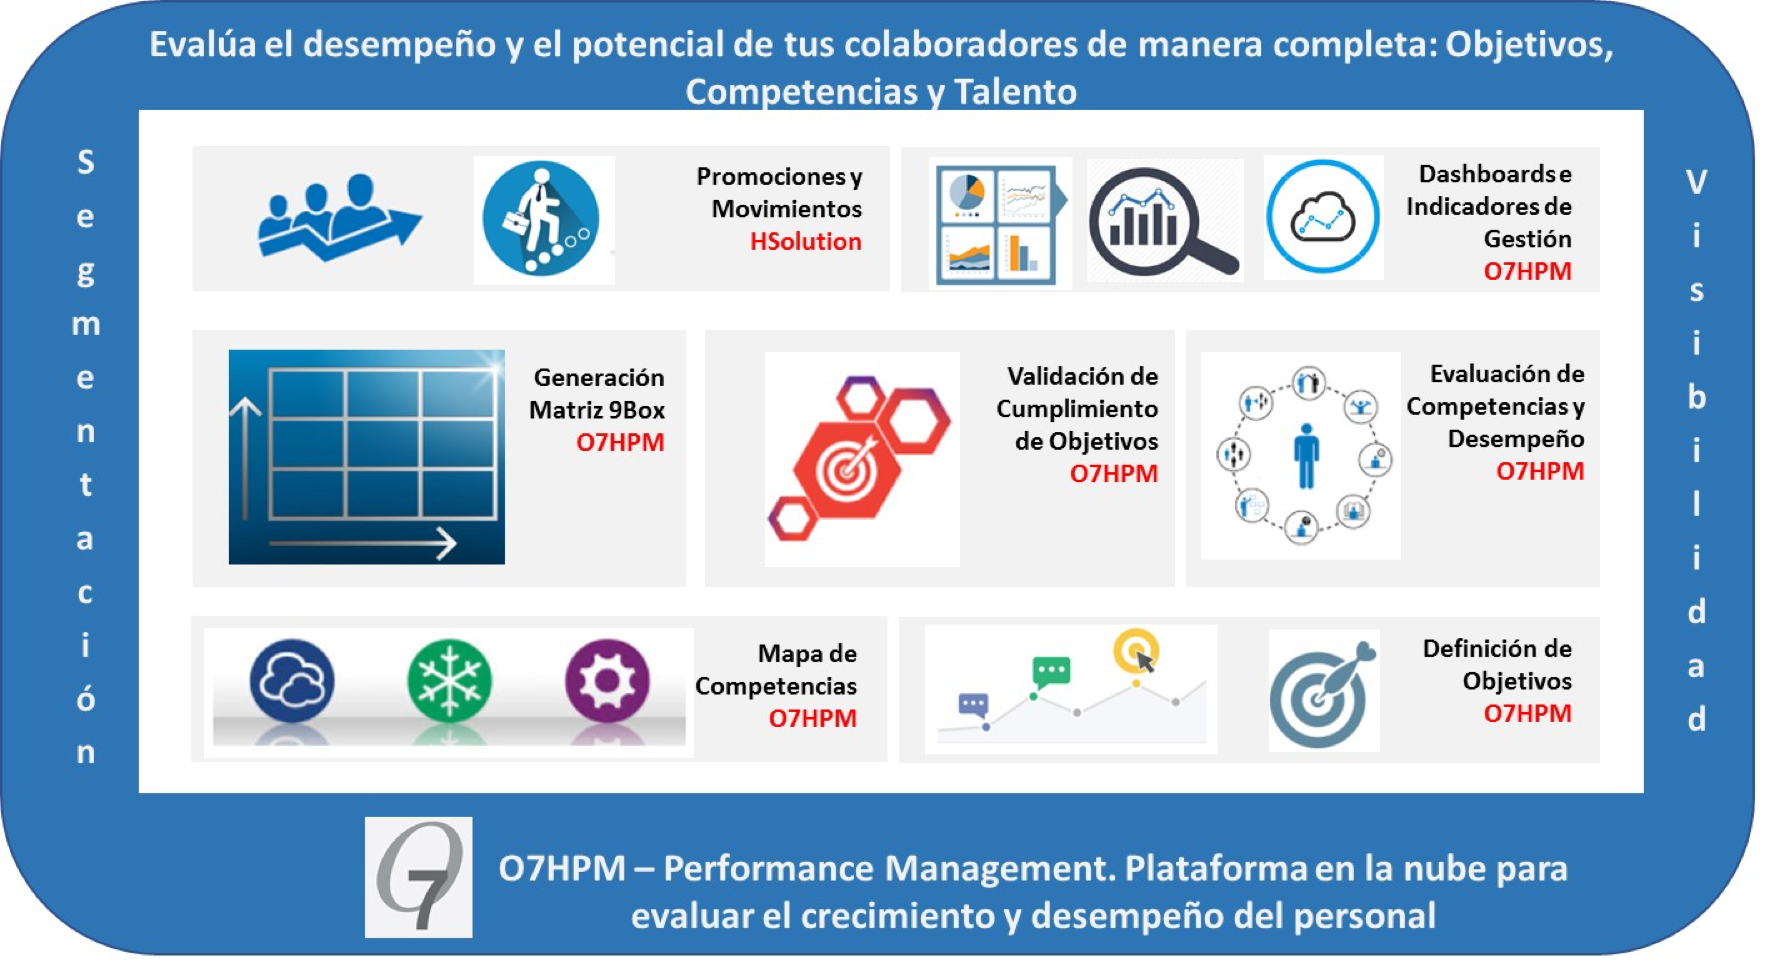 Evalúa el desempeño y el potencial de tus colaboradores de manera completa: Objetivos,
Competencias y Talento
Segmentación
Promociones y
Movimientos
HSolution
Dashboards e
Indicadores de
Gestión
O7HPM
Generación
Matriz 9Box
O7HPM
Validación de
Cumplimiento
de Objetivos
O7HPM
Evaluación de
Competencias y
Desempeño
O7HPM
Mapa de
Competencias
O7HPM
Definición de
Objetivos
O7HPM
Visibilidad
O7
O7HPM – Performance Management. Plataforma en la nube para
evaluar el crecimiento y desempeño del personal